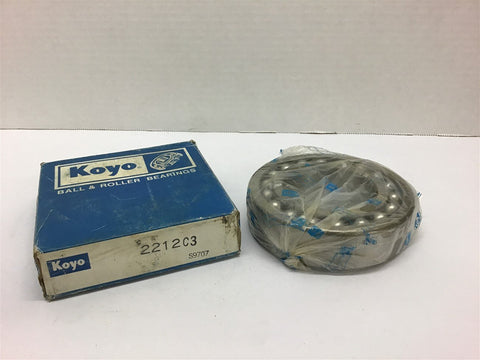 Koyo
BALL & ROLLER BEARINGS
Koyo
2212C3
S9707